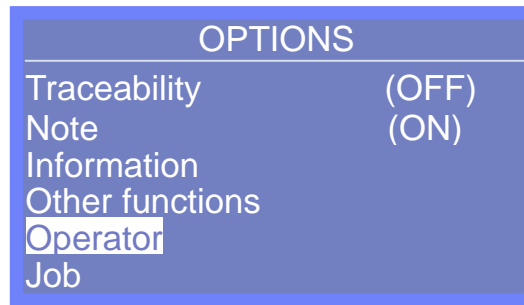 OPTIONS
Traceability (OFF)
Note (ON)
Information
Other functions
Operator
Job